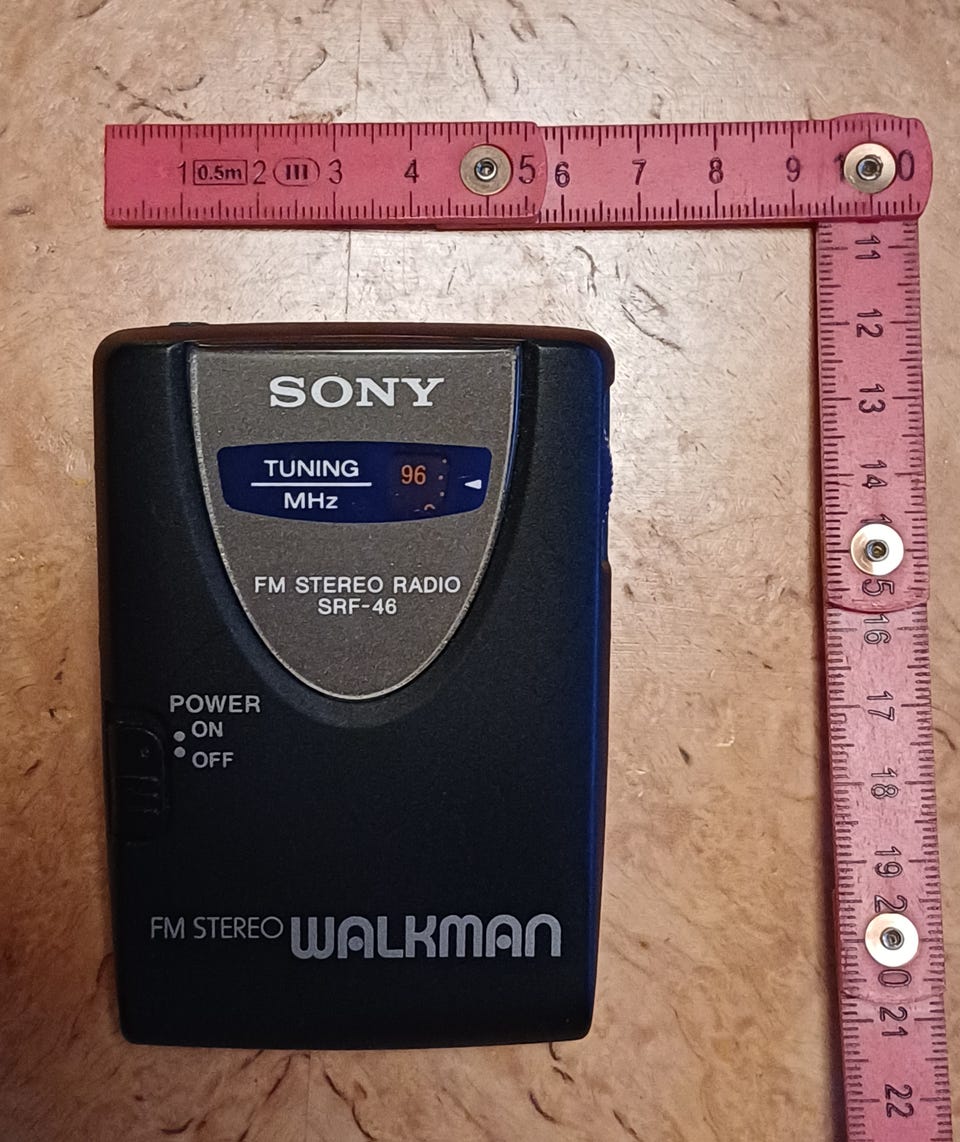 1 0.5m 2 III 3 4 5 6 7 8 9 10
11
12
13
14
15
16
17
18
19
20
21
22
SONY
TUNING 96
MHz
FM STEREO RADIO
SRF-46
POWER
ON
OFF
FM STEREO WALKMAN